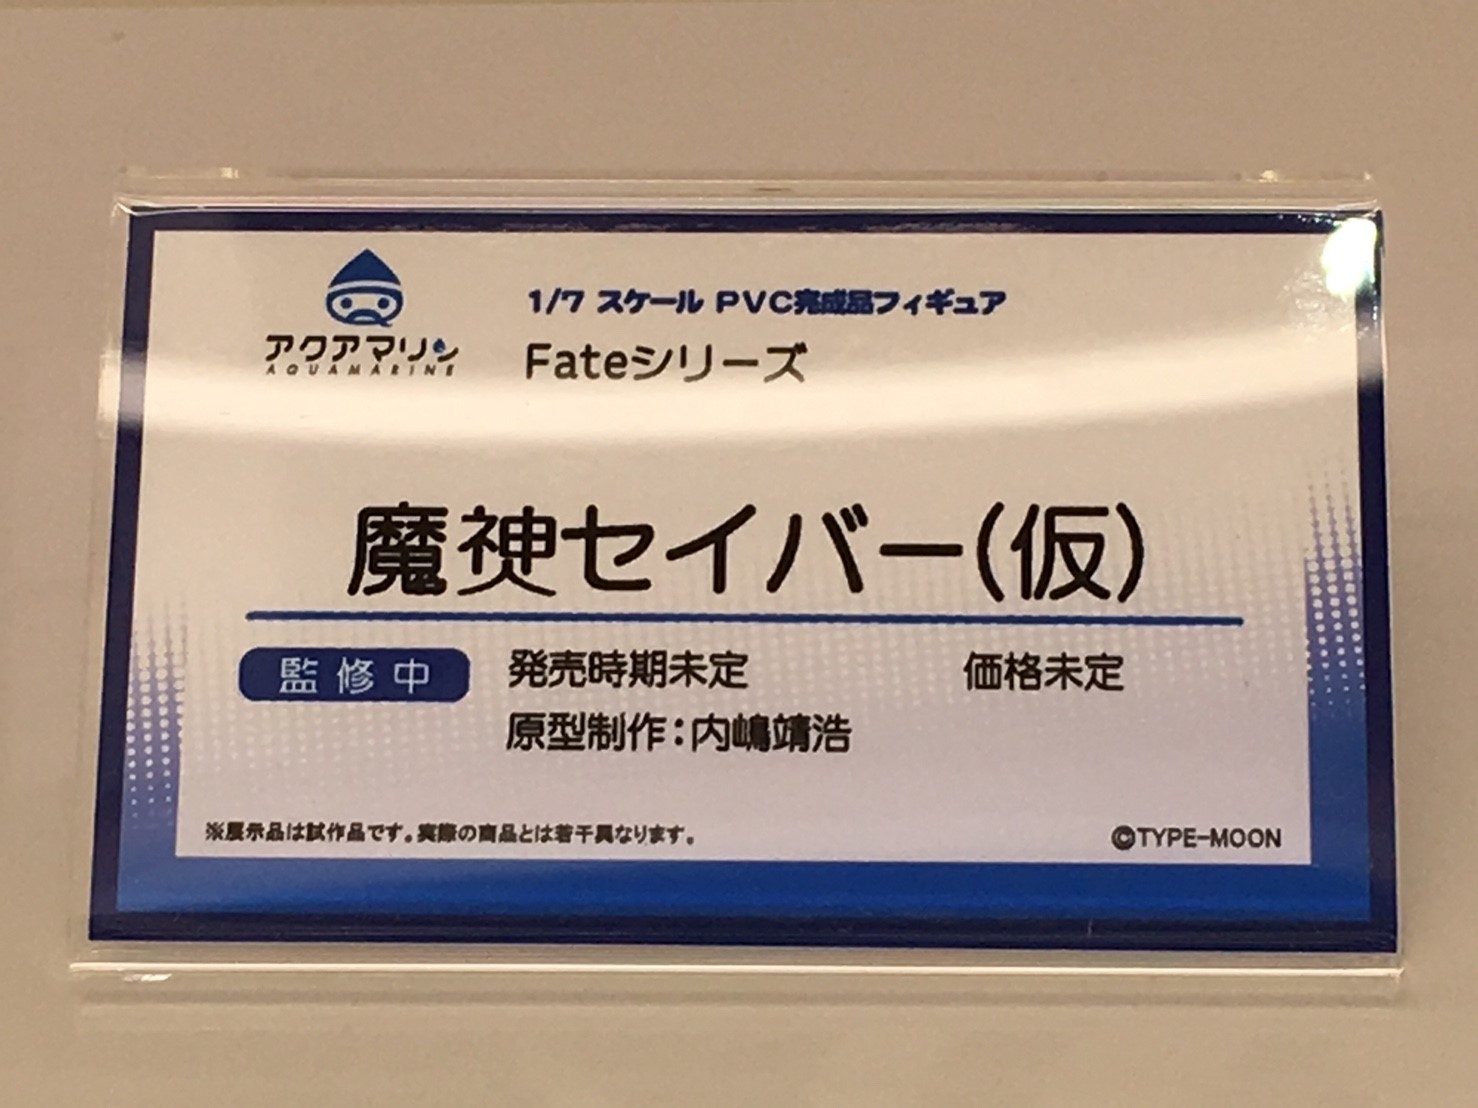 アクアマリン
AQUAMARINE
1/7 スケール PVC完成品フィギュア
Fateシリーズ
魔神セイバー(仮)
監修中
発売時期未定 価格未定
原型制作:内嶋靖浩
※展示品は試作品です。実際の商品とは若干異なります。
©TYPE-MOON